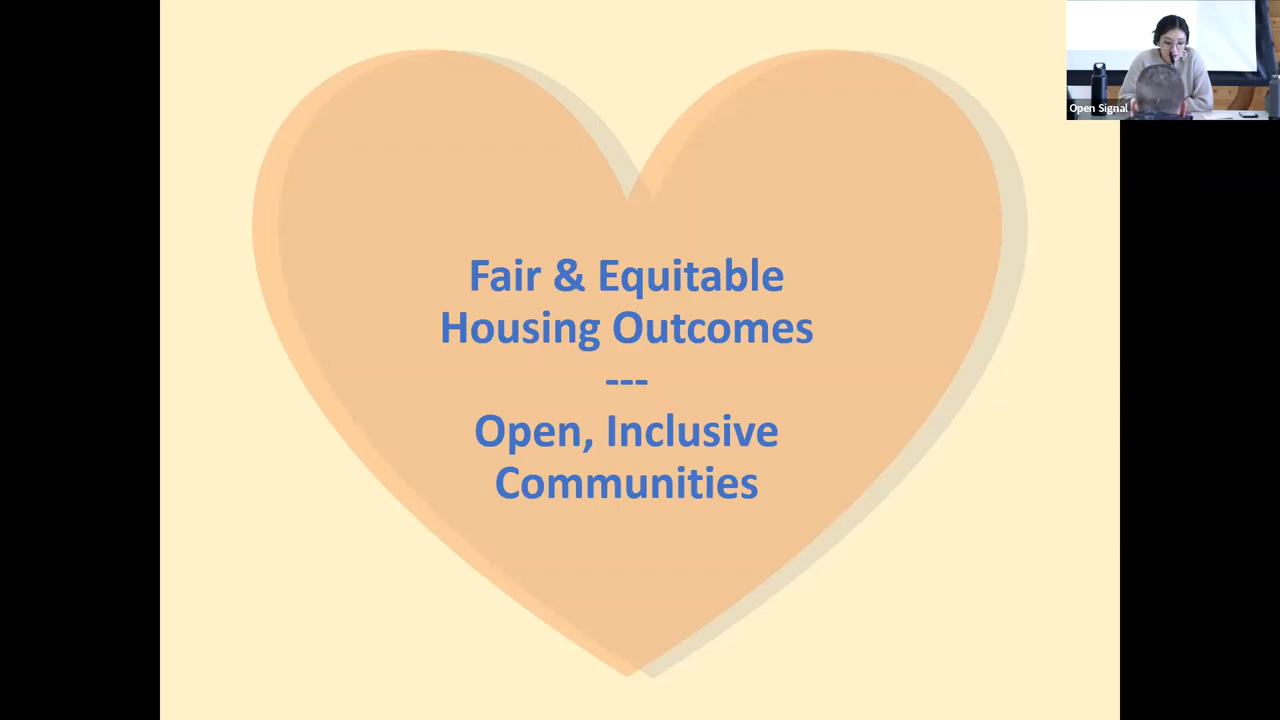 Fair & Equitable
Housing Outcomes
---
Open, Inclusive
Communities
Open Signal